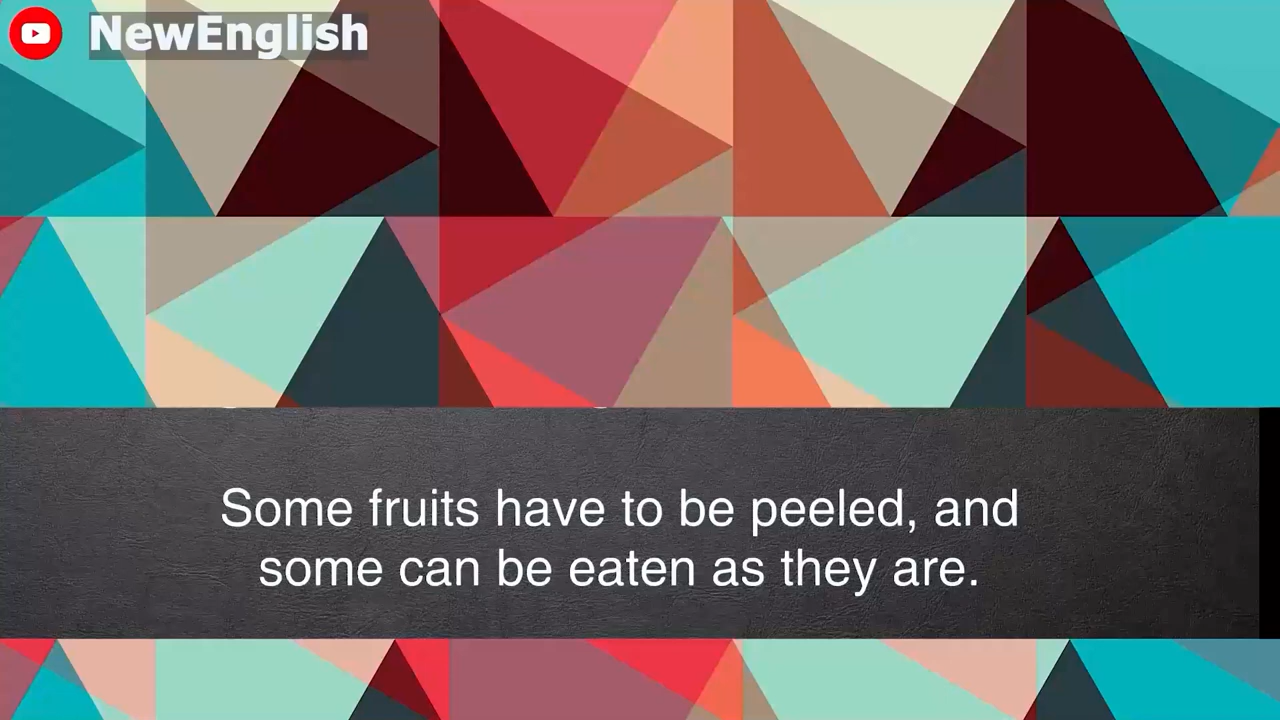 NewEnglish
Some fruits have to be peeled, and
some can be eaten as they are.